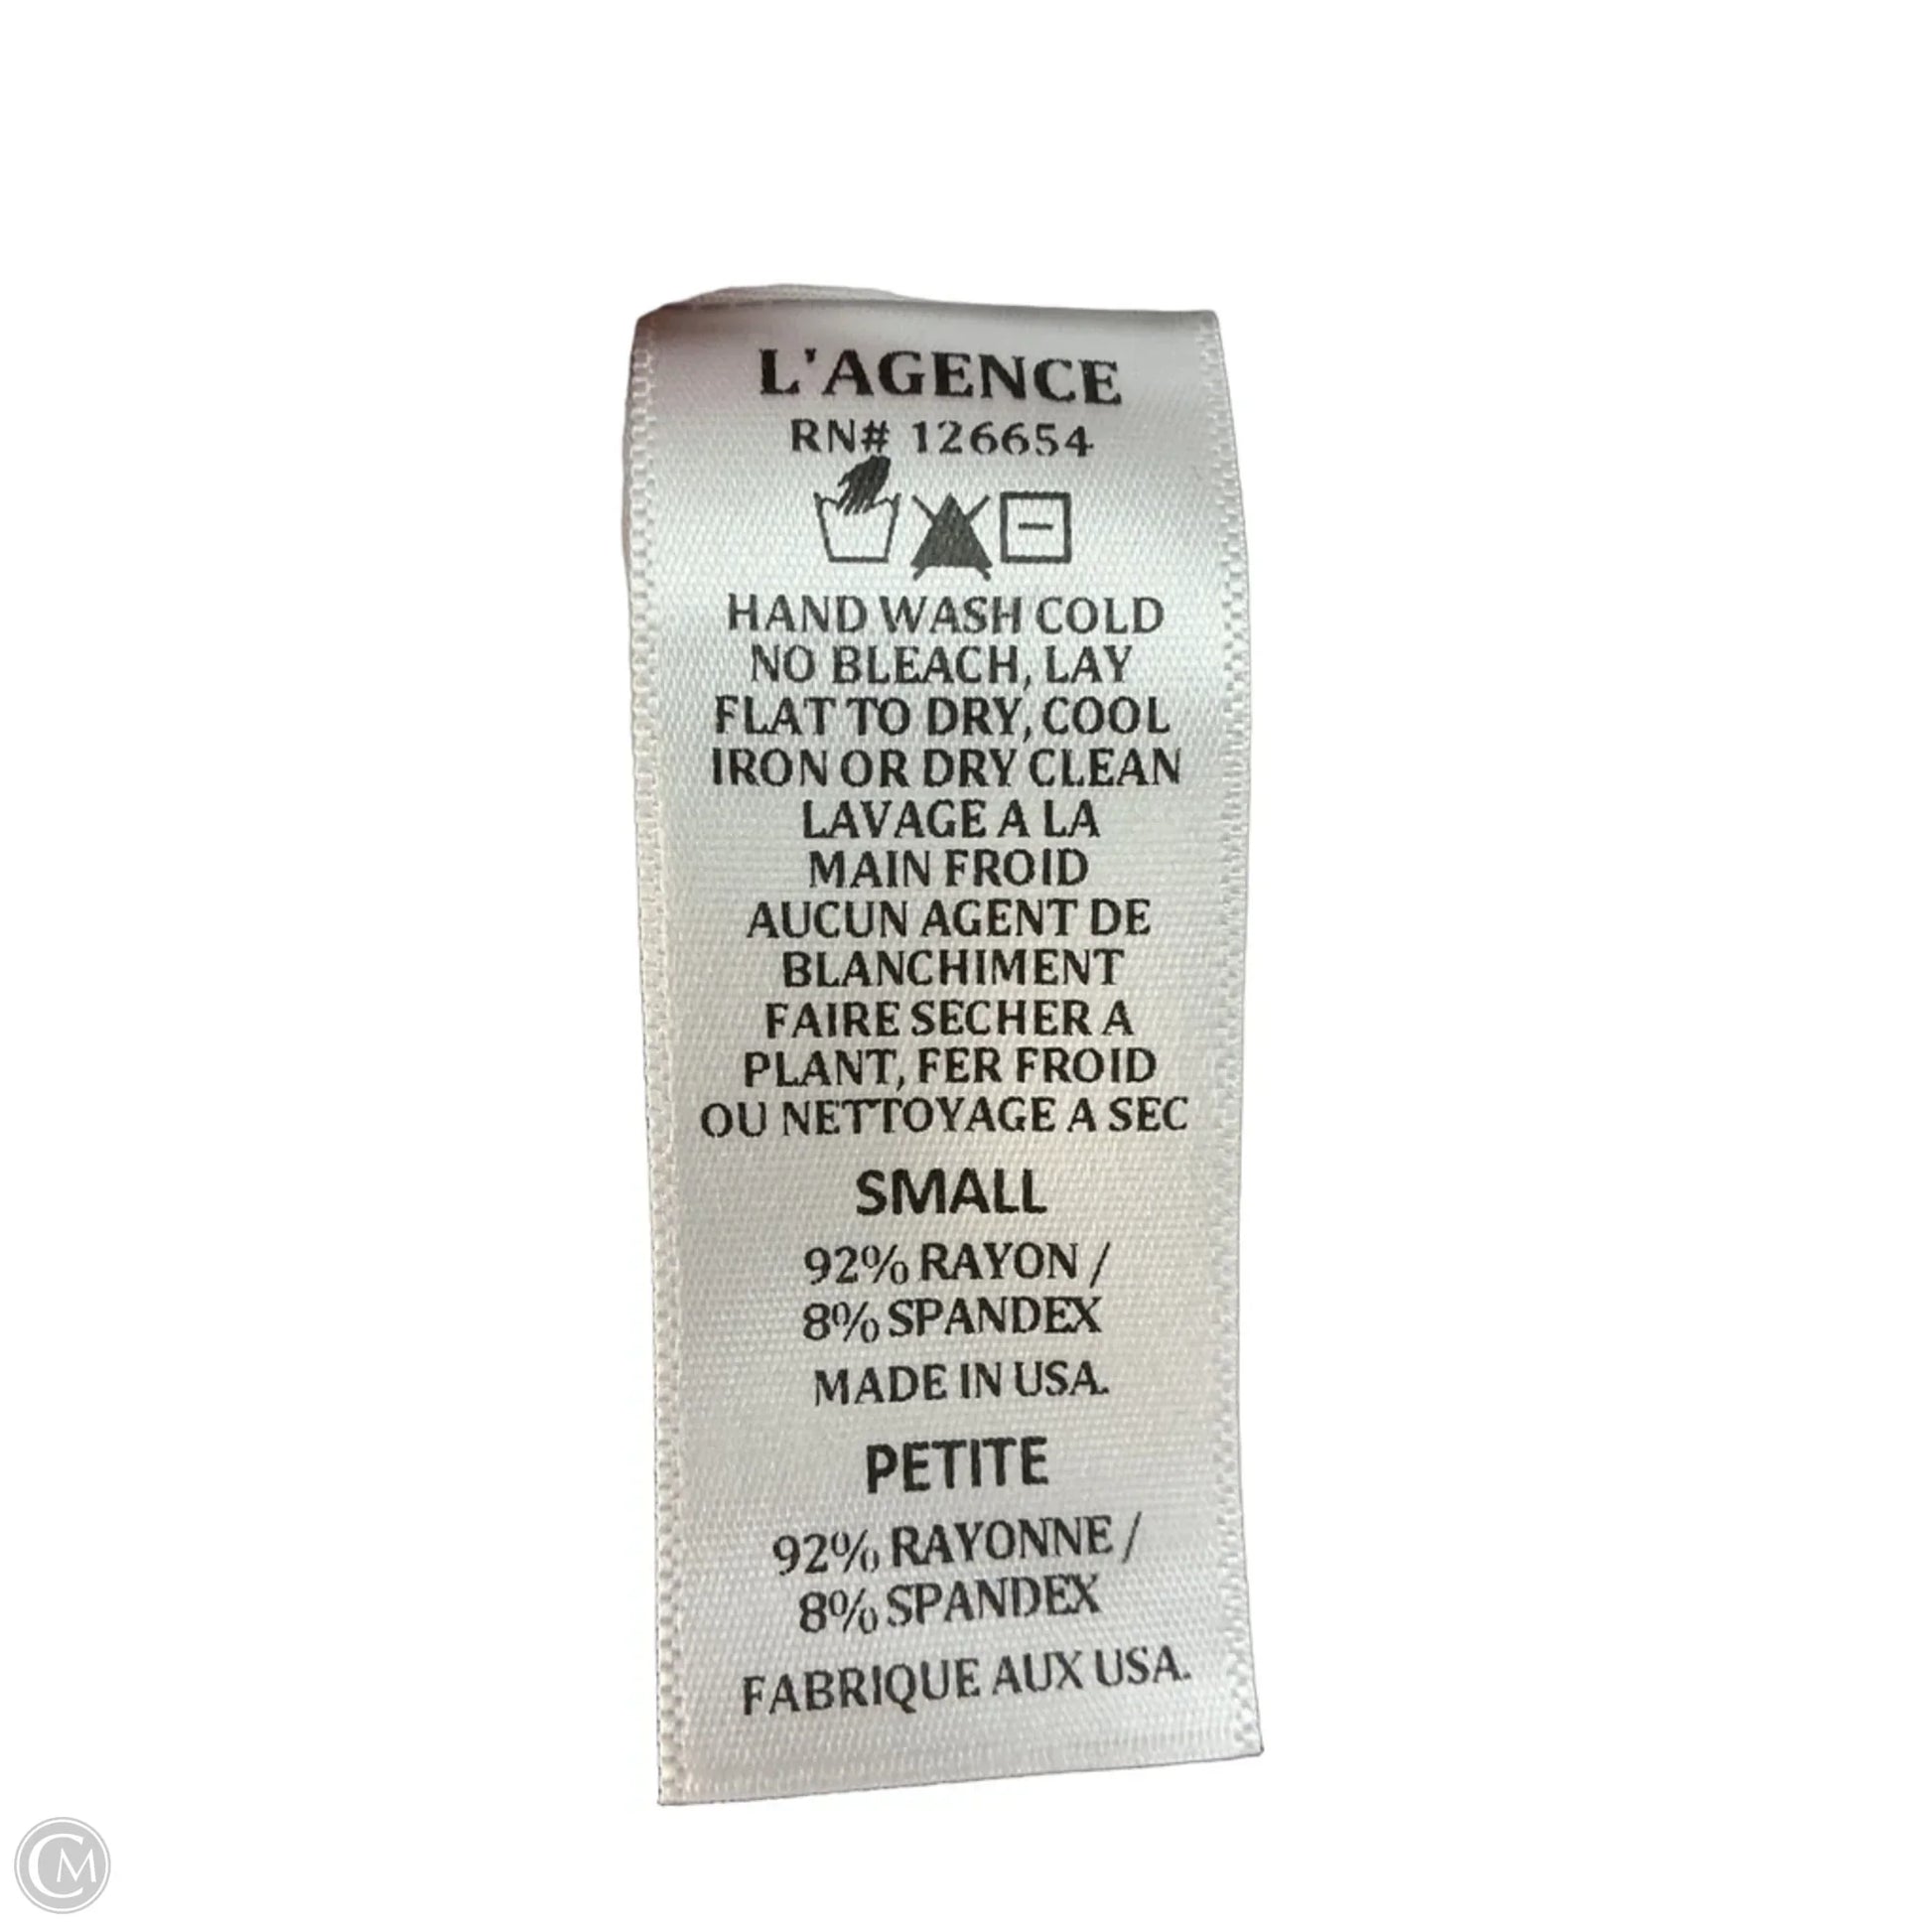 L'AGENCE
RN# 126654
HAND WASH COLD
NO BLEACH, LAY
FLAT TO DRY, COOL
IRON OR DRY CLEAN
LAVAGE A LA
MAIN FROID
AUCUN AGENT DE
BLANCHIMENT
FAIRE SECHER A
PLANT, FER FROID
OU NETTOYAGE A SEC
SMALL
92% RAYON /
8% SPANDEX
MADE IN USA.
PETITE
92% RAYONNE /
8% SPANDEX
FABRIQUE AUX USA.
CM